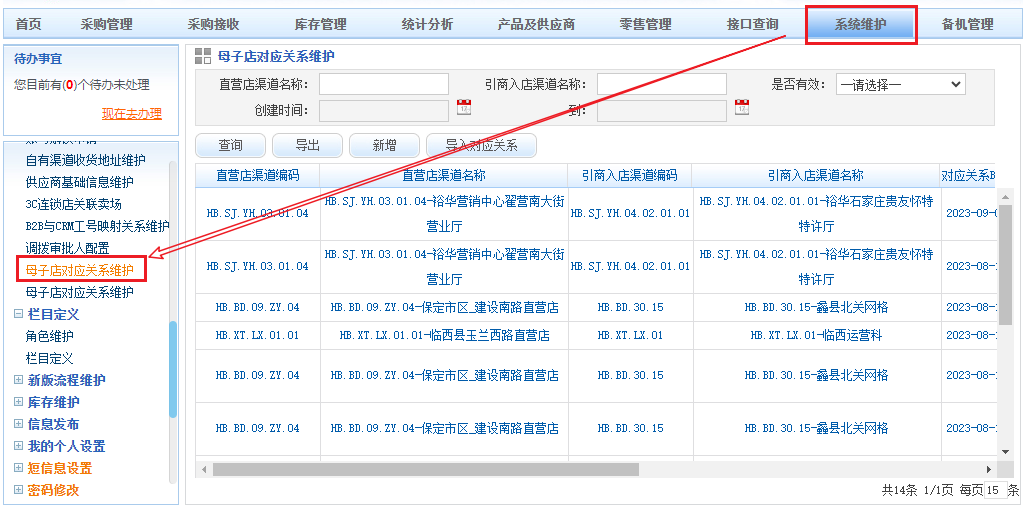 首页 采购管理 采购接收 库存管理 统计分析 产品及供应商 零售管理 接口查询 系统维护 备机管理
待办事宜
您目前有(0)个待办未处理
现在去办理
自有渠道收货地址维护
供应商基础信息维护
3C连锁店关联卖场
B2B与CRM工号映射关系维护
调拨审批人配置
母子店对应关系维护
母子店对应关系维护
栏目定义
角色维护
栏目定义
新版流程维护
库存维护
信息发布
我的个人设置
短信息设置
密码修改
母子店对应关系维护
直营店渠道名称: 引商入店渠道名称: 是否有效: —请选择—
创建时间: 到:
查询 导出 新增 导入对应关系
直营店渠道编码 直营店渠道名称 引商入店渠道编码 引商入店渠道名称 对应关系
HB.SJ.YH.03.01.04 HB.SJ.YH.03.01.04-裕华营销中心翟营南大街营业厅 HB.SJ.YH.04.02.01.01 HB.SJ.YH.04.02.01.01-裕华石家庄贵友怀特特许厅 2023-09-
HB.SJ.YH.03.01.04 HB.SJ.YH.03.01.04-裕华营销中心翟营南大街营业厅 HB.SJ.YH.04.02.01.01 HB.SJ.YH.04.02.01.01-裕华石家庄贵友怀特特许厅 2023-08-
HB.BD.09.ZY.04 HB.BD.09.ZY.04-保定市区_建设南路直营店 HB.BD.30.15 HB.BD.30.15-蠡县北关网格 2023-08-
HB.XT.LX.01.01 HB.XT.LX.01.01-临西县玉兰西路直营店 HB.XT.LX.01 HB.XT.LX.01-临西运营科 2023-08-
HB.BD.09.ZY.04 HB.BD.09.ZY.04-保定市区_建设南路直营店 HB.BD.30.15 HB.BD.30.15-蠡县北关网格 2023-08-
HB.BD.09.ZY.04 HB.BD.09.ZY.04-保定市区_建设南路直营店 HB.BD.30.15 HB.BD.30.15-蠡县北关网格 2023-08-
共14条 1/1页 每页15条